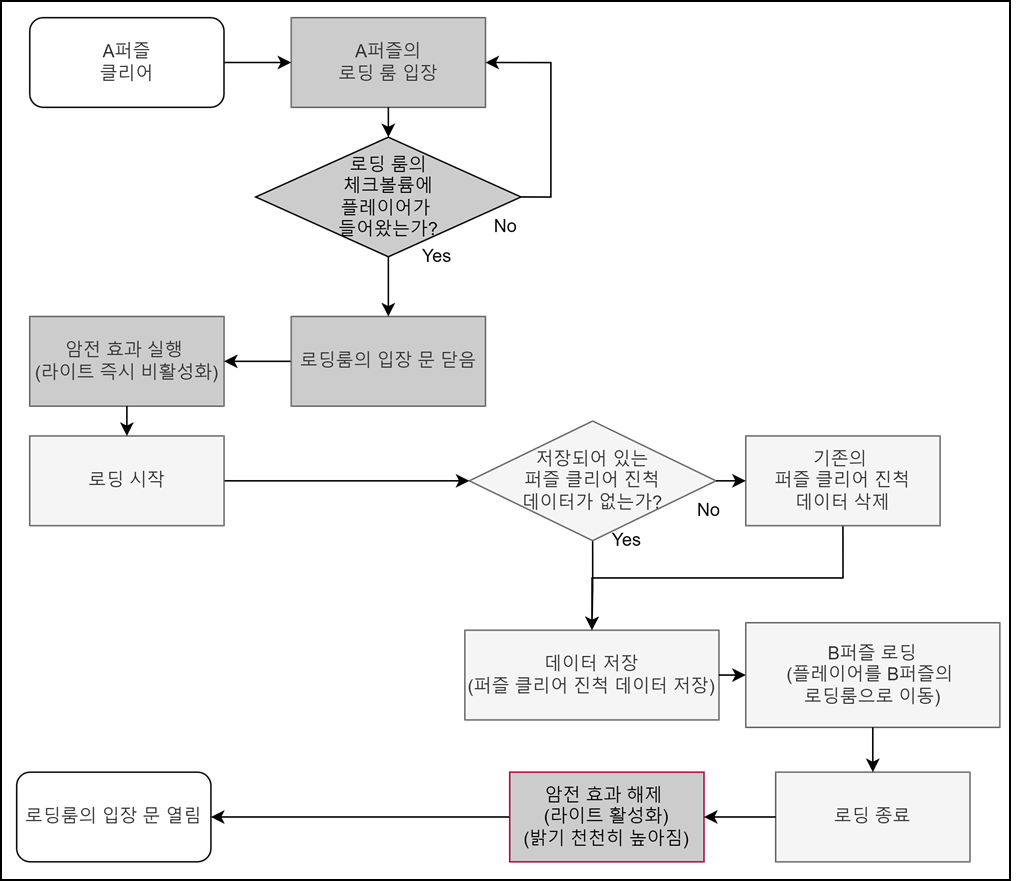 A퍼즐
클리어
A퍼즐의
로딩 룸 입장
로딩 룸의
체크볼륨에
플레이어가
들어왔는가?
No
Yes
암전 효과 실행
(라이트 즉시 비활성화)
로딩룸의 입장 문 닫음
로딩 시작
저장되어 있는
퍼즐 클리어 진척
데이터가 없는가?
No
Yes
기존의
퍼즐 클리어 진척
데이터 삭제
데이터 저장
(퍼즐 클리어 진척 데이터 저장)
B퍼즐 로딩
(플레이어를 B퍼즐의
로딩룸으로 이동)
로딩룸의 입장 문 열림
암전 효과 해제
(라이트 활성화)
(밝기 천천히 높아짐)
로딩 종료